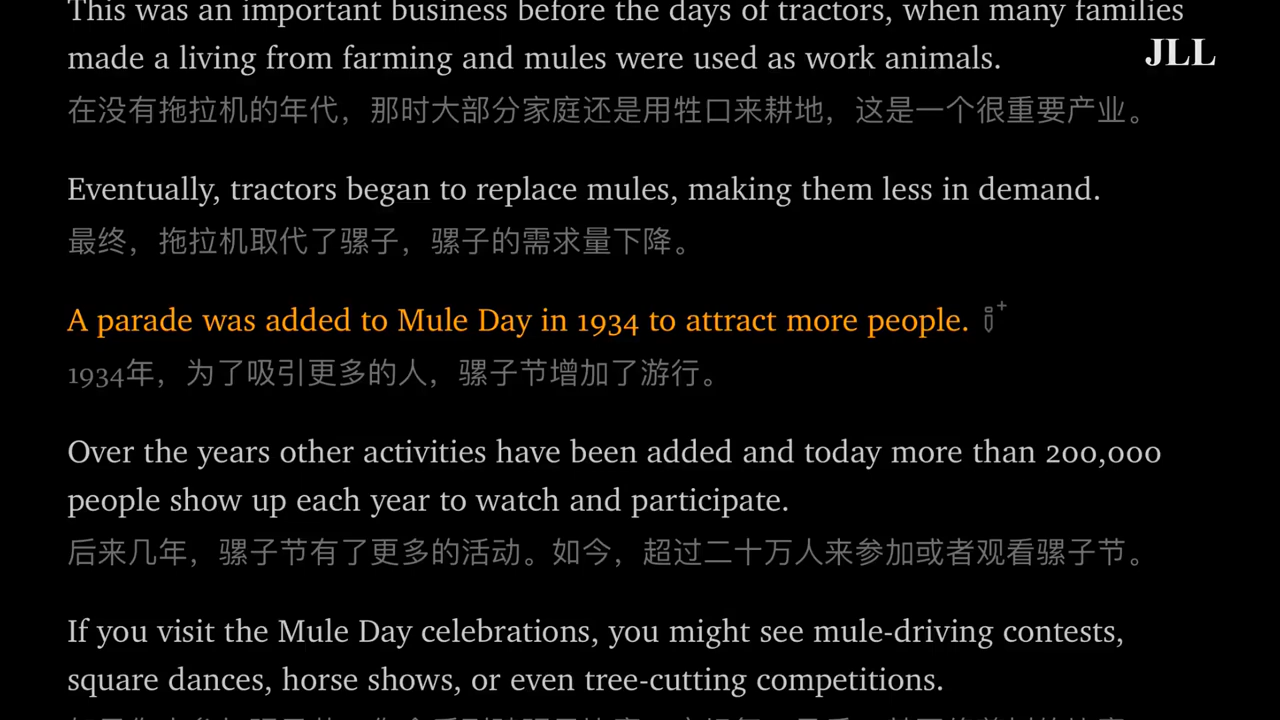 This was an important business before the days of tractors, when many families
made a living from farming and mules were used as work animals.
JLL
在没有拖拉机的年代，那时大部分家庭还是用牲口来耕地，这是一个很重要产业。
Eventually, tractors began to replace mules, making them less in demand.
最终，拖拉机取代了骡子，骡子的需求量下降。
A parade was added to Mule Day in 1934 to attract more people.
1934年，为了吸引更多的人，骡子节增加了游行。
Over the years other activities have been added and today more than 200,000
people show up each year to watch and participate.
后来几年，骡子节有了更多的活动。如今，超过二十万人来参加或者观看骡子节。
If you visit the Mule Day celebrations, you might see mule-driving contests,
square dances, horse shows, or even tree-cutting competitions.